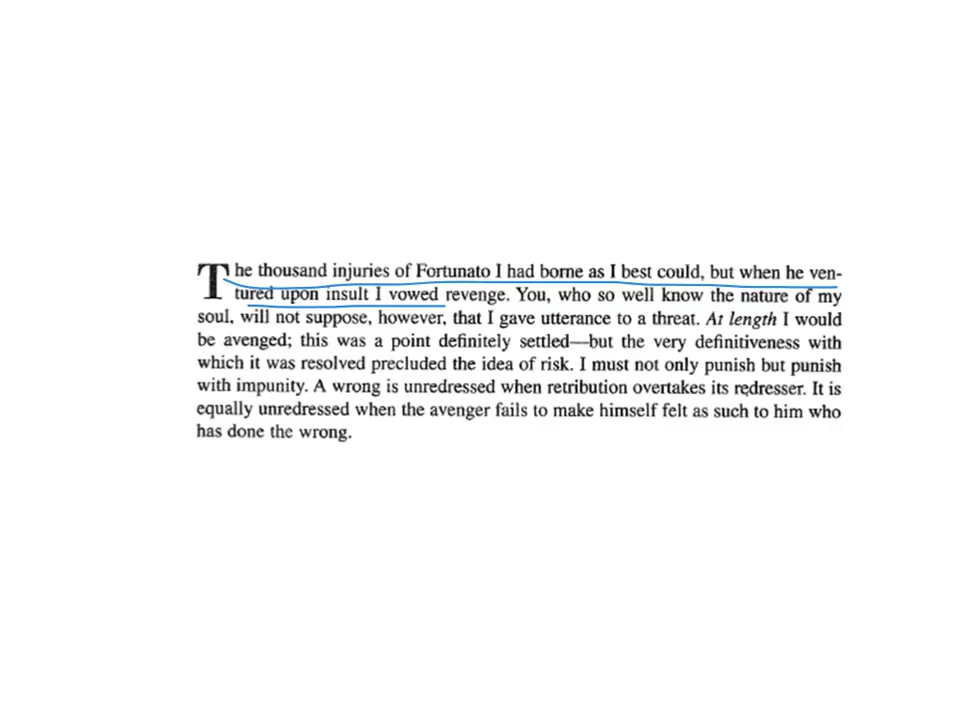 The thousand injuries of Fortunato I had borne as I best could, but when he ven-
tured upon insult I vowed revenge. You, who so well know the nature of my
soul, will not suppose, however, that I gave utterance to a threat. At length I would
be avenged; this was a point definitely settled—but the very definitiveness with
which it was resolved precluded the idea of risk. I must not only punish but punish
with impunity. A wrong is unredressed when retribution overtakes its redresser. It is
equally unredressed when the avenger fails to make himself felt as such to him who
has done the wrong.